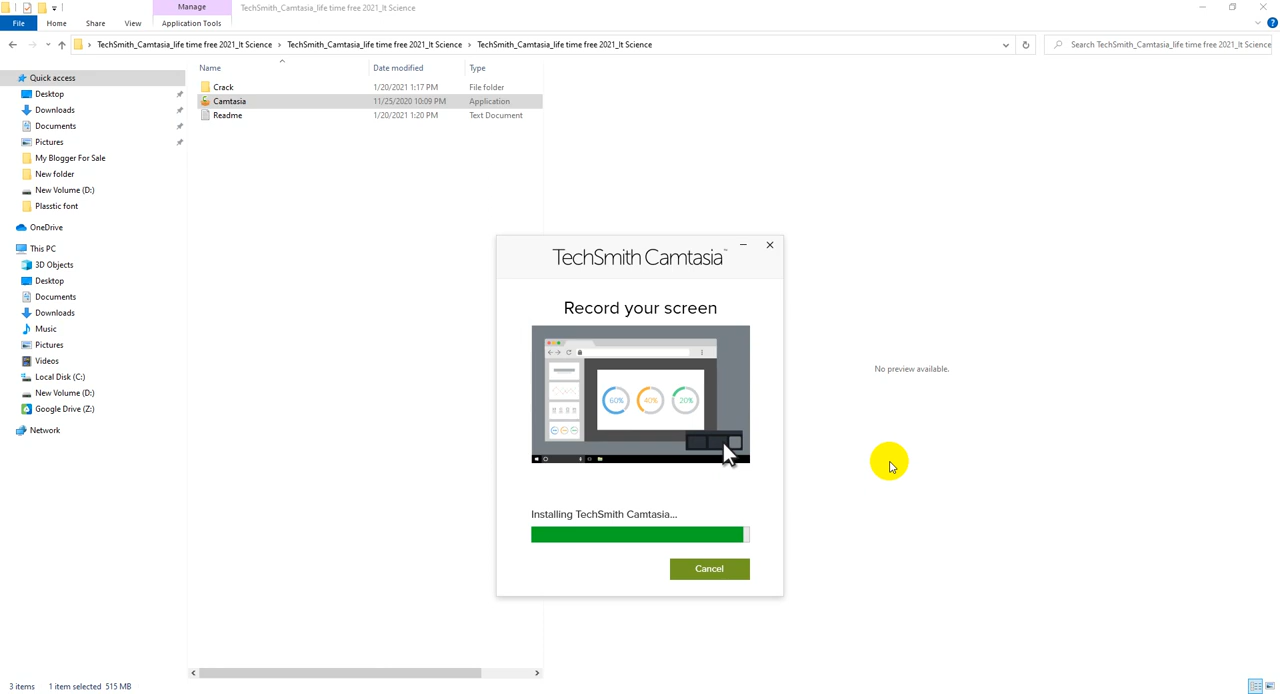 Manage
TechSmith_Camtasia_life time free 2021_It Science
File
Home
Share
View
Application Tools
TechSmith_Camtasia_life time free 2021_It Science
TechSmith_Camtasia_life time free 2021_It Science
TechSmith_Camtasia_life time free 2021_It Science
Search TechSmith_Camtasia_life time free 2021_It Science
Quick access
Desktop
Downloads
Documents
Pictures
My Blogger For Sale
New folder
New Volume (D:)
Plasstic font
OneDrive
This PC
3D Objects
Desktop
Documents
Downloads
Music
Pictures
Videos
Local Disk (C:)
New Volume (D:)
Google Drive (Z:)
Network
Name
Date modified
Type
Crack
1/20/2021 1:17 PM
File folder
Camtasia
11/25/2020 10:09 PM
Application
Readme
1/20/2021 1:20 PM
Text Document
TechSmith Camtasia™
Record your screen
60%
40%
20%
Installing TechSmith Camtasia...
Cancel
No preview available.
3 items
1 item selected 515 MB